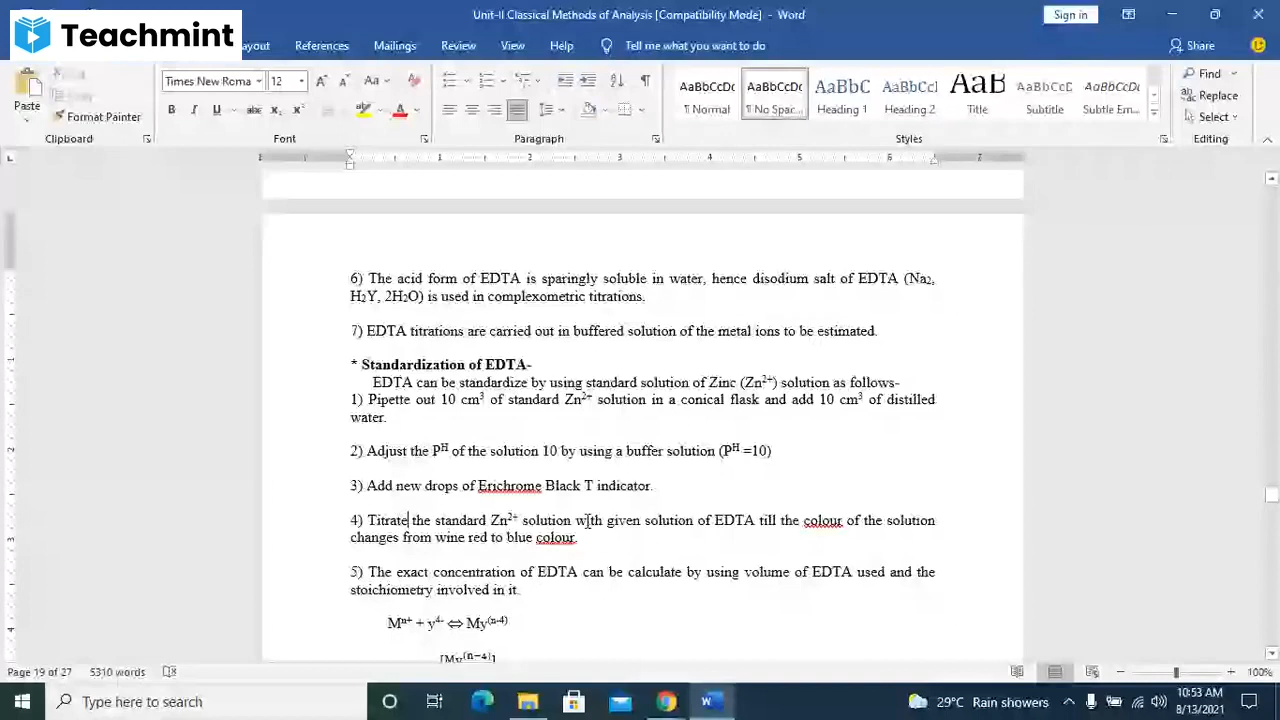 Unit-II Classical Methods of Analysis [Compatibility Mode] - Word
Sign in
Teachmint
References Mailings Review View Help Tell me what you want to do Share
Times New Roma 12
Paste
Format Painter
Clipboard Font Paragraph Styles Editing
AaBbCcDc AaBbCcDc AaBbC AaBbCcI AaB AaBbCcDc AaBbCcDc
¶ Normal ¶ No Spac... Heading 1 Heading 2 Title Subtitle Subtle Em...
Find
Replace
Select
6) The acid form of EDTA is sparingly soluble in water, hence disodium salt of EDTA (Na₂,
H₂Y, 2H₂O) is used in complexometric titrations.
7) EDTA titrations are carried out in buffered solution of the metal ions to be estimated.
* Standardization of EDTA-
EDTA can be standardize by using standard solution of Zinc (Zn²⁺) solution as follows-
1) Pipette out 10 cm³ of standard Zn²⁺ solution in a conical flask and add 10 cm³ of distilled
water.
2) Adjust the Pᴴ of the solution 10 by using a buffer solution (Pᴴ =10)
3) Add new drops of Erichrome Black T indicator.
4) Titrate the standard Zn²⁺ solution with given solution of EDTA till the colour of the solution
changes from wine red to blue colour.
5) The exact concentration of EDTA can be calculate by using volume of EDTA used and the
stoichiometry involved in it.
Mⁿ⁺ + y⁴⁻ ⇔ My⁽ⁿ⁻⁴⁾
[My⁽ⁿ⁻⁴⁾]
Page 19 of 27 5310 words 100%
Type here to search
29°C Rain showers
10:53 AM
8/13/2021